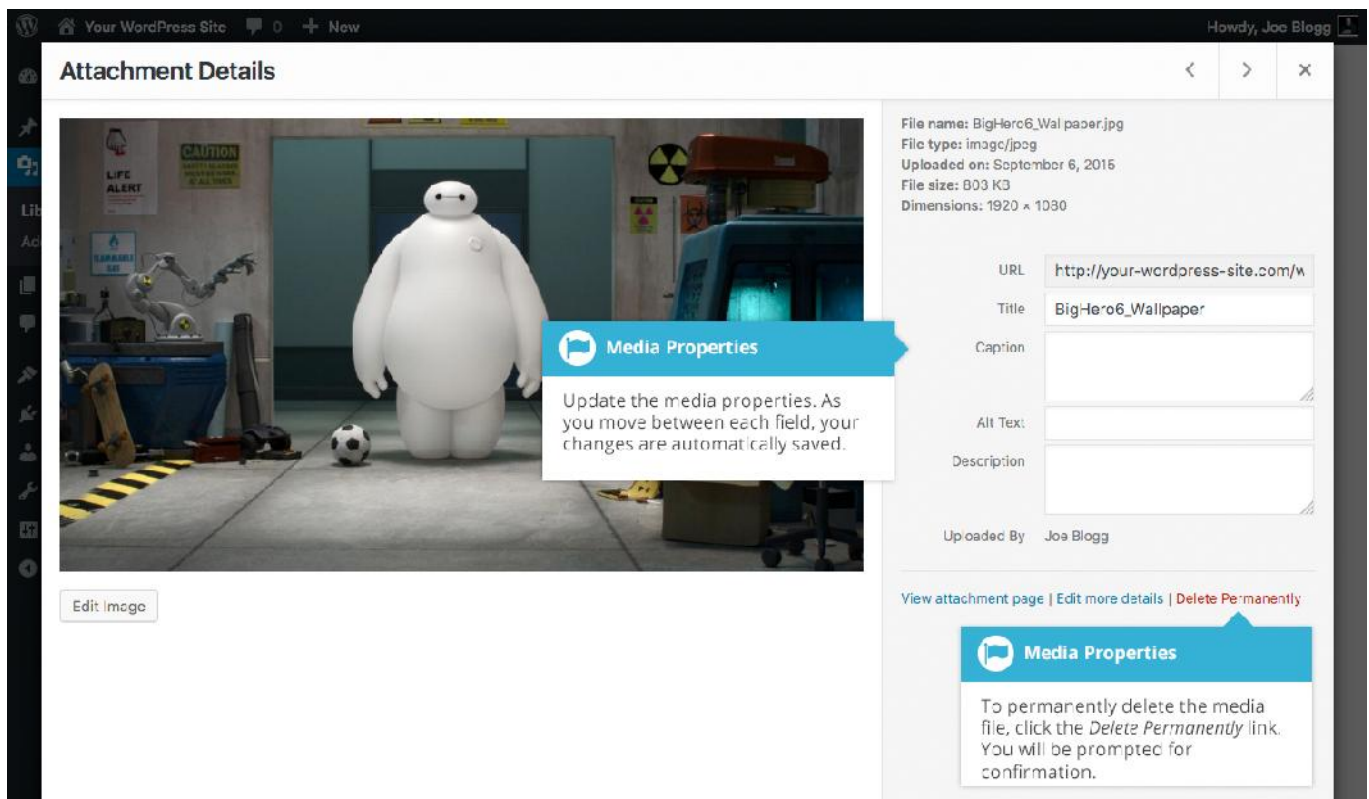 Your WordPress Site 0 New
Howdy, Joe Blogg
Attachment Details
LIFE
ALERT
CAUTION
FLAMMABLE
GAS
Lib
Ad
Edit Image
File name: BigHero6_Wallpaper.jpg
File type: image/jpeg
Uploaded on: September 6, 2015
File size: 803 KB
Dimensions: 1920 × 1080
URL http://your-wordpress-site.com/w
Title BigHero6_Wallpaper
Caption
Alt Text
Description
Uploaded By Joe Blogg
View attachment page | Edit more details | Delete Permanently
Media Properties
Update the media properties. As
you move between each field, your
changes are automatically saved.
Media Properties
To permanently delete the media
file, click the Delete Permanently link.
You will be prompted for
confirmation.